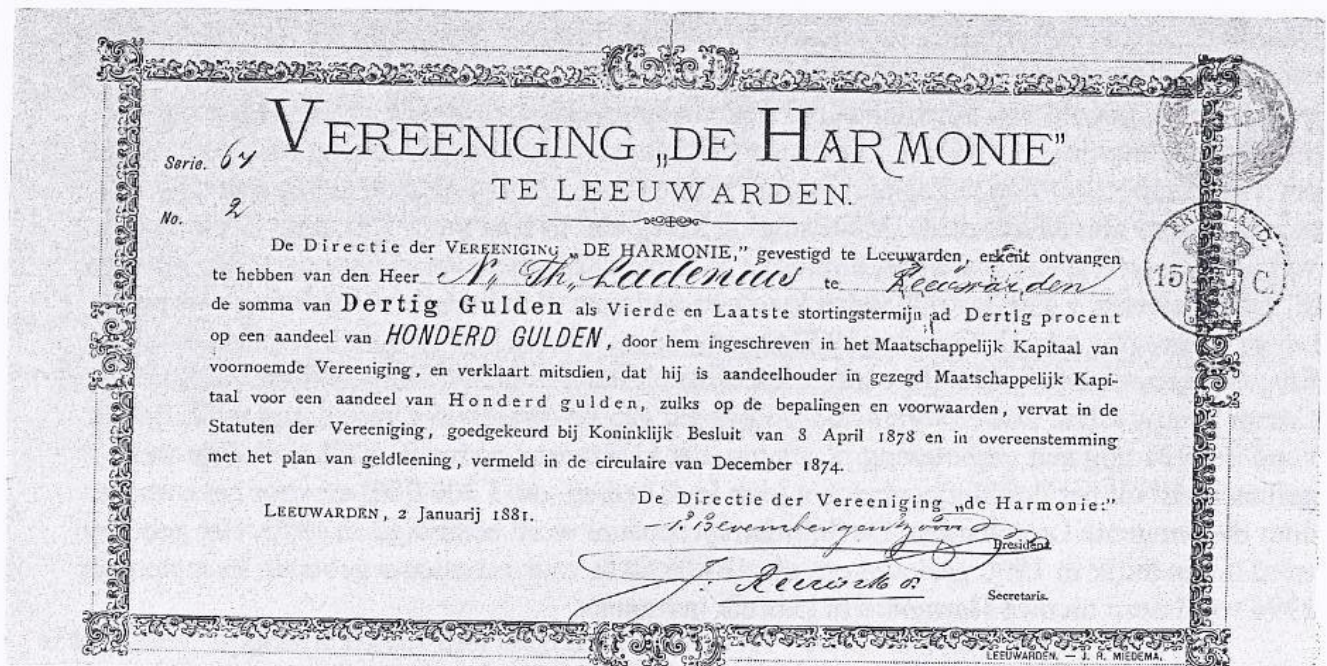 VEREENIGING „DE HARMONIE"
Serie. 64
TE LEEUWARDEN.
No. 2
De Directie der VEREENIGING „DE HARMONIE," gevestigd te Leeuwarden, erkent ontvangen
te hebben van den Heer N. Th. Ladenius te Leeuwarden
de somma van Dertig Gulden als Vierde en Laatste stortingstermijn ad Dertig procent
op een aandeel van HONDERD GULDEN, door hem ingeschreven in het Maatschappelijk Kapitaal van
voornoemde Vereeniging, en verklaart mitsdien, dat hij is aandeelhouder in gezegd Maatschappelijk Kapi-
taal voor een aandeel van Honderd gulden, zulks op de bepalingen en voorwaarden, vervat in de
Statuten der Vereeniging, goedgekeurd bij Koninklijk Besluit van 8 April 1878 en in overeenstemming
met het plan van geldleening, vermeld in de circulaire van December 1874.
De Directie der Vereeniging „de Harmonie:"
LEEUWARDEN, 2 Januarij 1881.
President.
Secretaris.
LEEUWARDEN. — J. R. MIEDEMA.
FRIESLAND.
15 C.